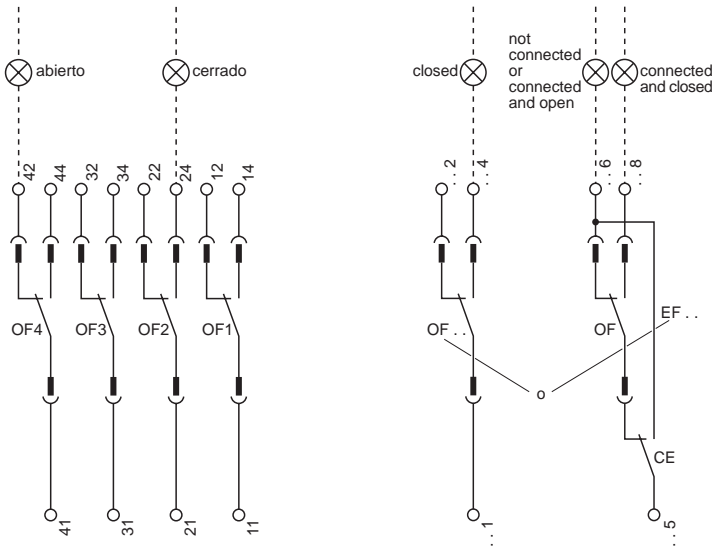 abierto
cerrado
closed
not
connected
or
connected
and open
connected
and closed
42
44
32
34
22
24
12
14
. . 2
. . 4
. . 6
. . 8
OF4
OF3
OF2
OF1
OF . .
OF
EF . .
o
CE
41
31
21
11
. . 1
. . 5